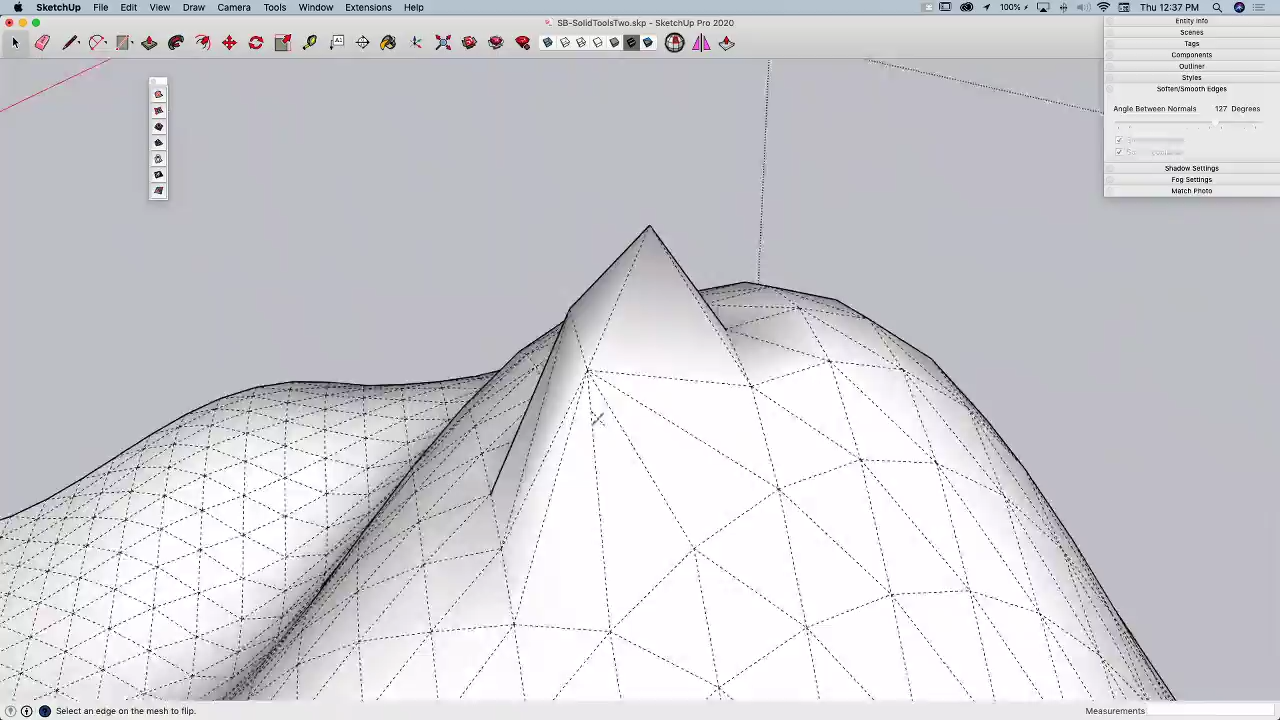 SketchUp File Edit View Draw Camera Tools Window Extensions Help 100% Thu 12:37 PM
SB-SolidToolsTwo.skp - SketchUp Pro 2020
Entity Info
Scenes
Tags
Components
Outliner
Styles
Soften/Smooth Edges
Angle Between Normals 127 Degrees
Shadow Settings
Fog Settings
Match Photo
Select an edge on the mesh to flip.
Measurements